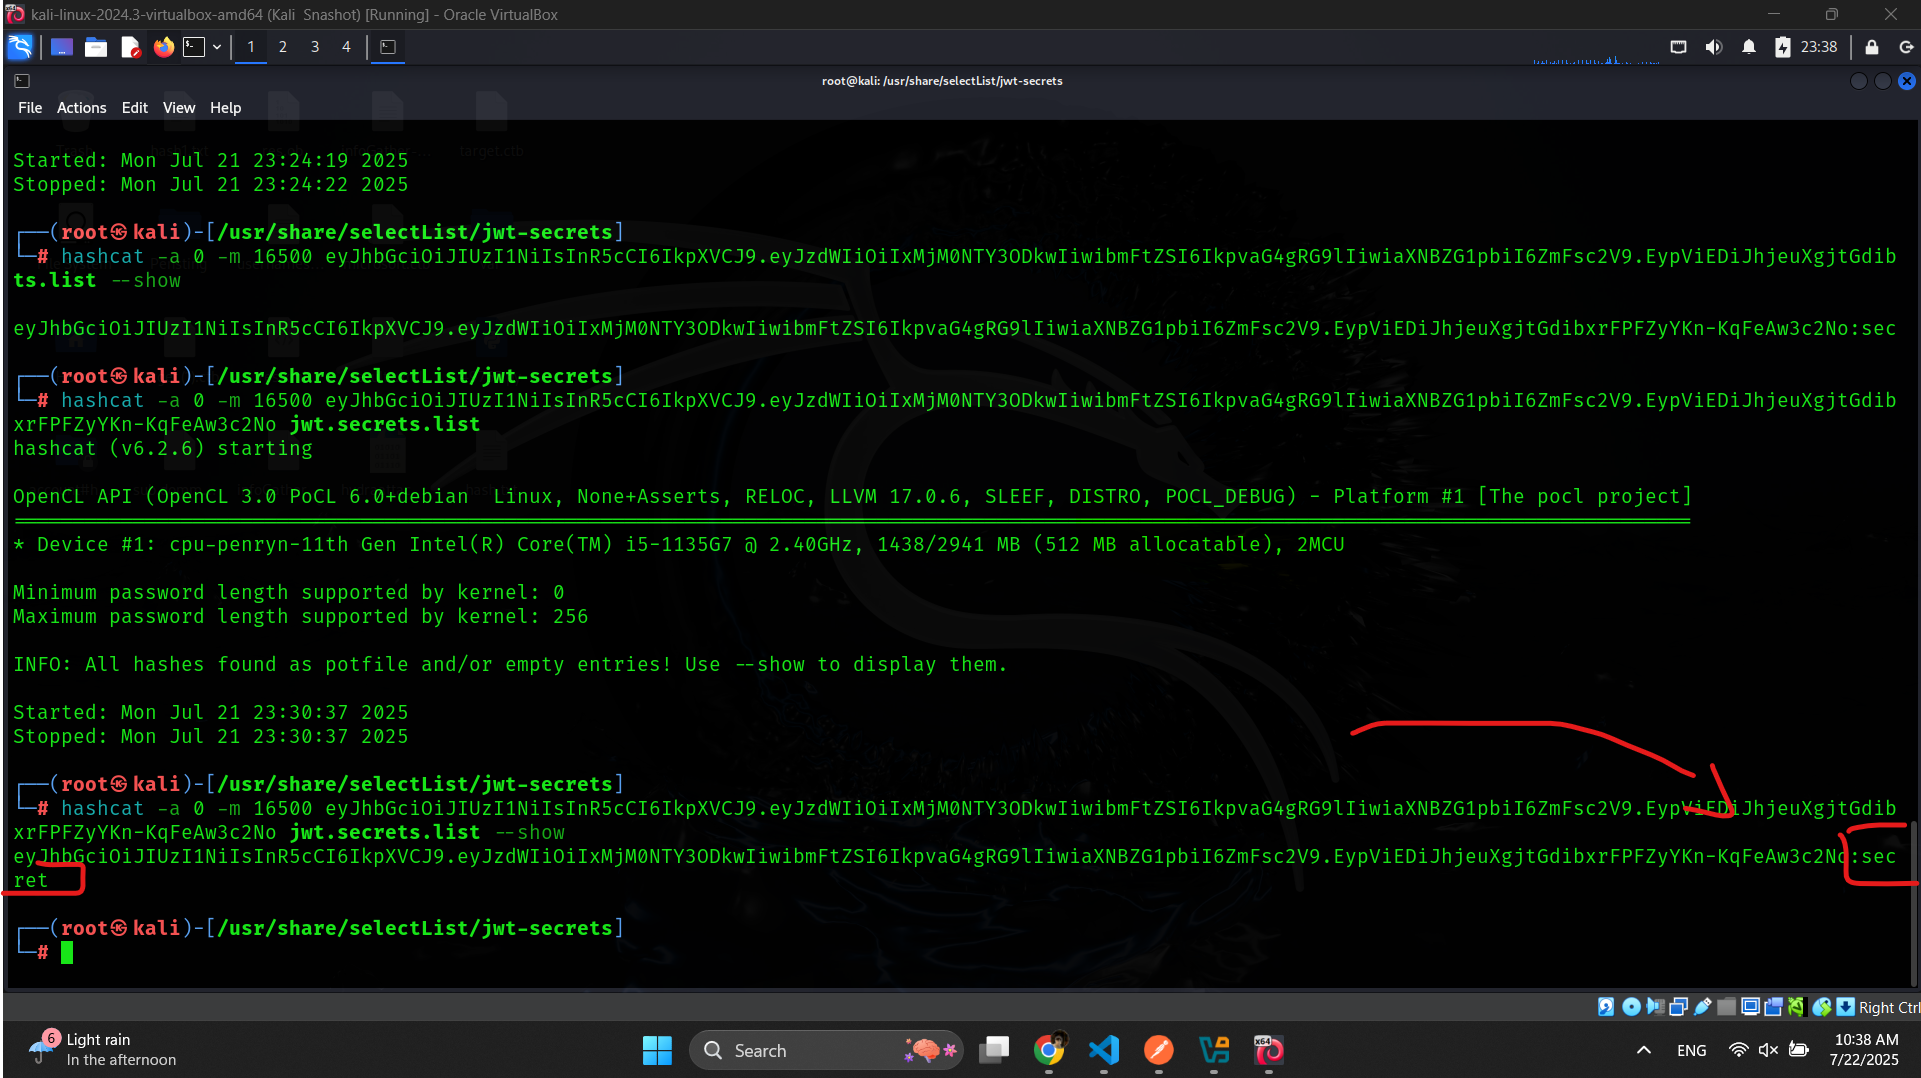 kali-linux-2024.3-virtualbox-amd64 (Kali Snashot) [Running] - Oracle VirtualBox
1 2 3 4 23:38
root@kali: /usr/share/selectList/jwt-secrets
File Actions Edit View Help
target.ctb
Started: Mon Jul 21 23:24:19 2025
Stopped: Mon Jul 21 23:24:22 2025
┌──(root㉿kali)-[/usr/share/selectList/jwt-secrets]
└─# hashcat -a 0 -m 16500 eyJhbGciOiJIUzI1NiIsInR5cCI6IkpXVCJ9.eyJzdWIiOiIxMjM0NTY3ODkwIiwibmFtZSI6IkpvaG4gRG9lIiwiaXNBZG1pbiI6ZmFsc2V9.EypViEDiJhjeuXgjtGdib
ts.list --show
eyJhbGciOiJIUzI1NiIsInR5cCI6IkpXVCJ9.eyJzdWIiOiIxMjM0NTY3ODkwIiwibmFtZSI6IkpvaG4gRG9lIiwiaXNBZG1pbiI6ZmFsc2V9.EypViEDiJhjeuXgjtGdibxrFPFZyYKn-KqFeAw3c2No:sec
┌──(root㉿kali)-[/usr/share/selectList/jwt-secrets]
└─# hashcat -a 0 -m 16500 eyJhbGciOiJIUzI1NiIsInR5cCI6IkpXVCJ9.eyJzdWIiOiIxMjM0NTY3ODkwIiwibmFtZSI6IkpvaG4gRG9lIiwiaXNBZG1pbiI6ZmFsc2V9.EypViEDiJhjeuXgjtGdib
xrFPFZyYKn-KqFeAw3c2No jwt.secrets.list
hashcat (v6.2.6) starting
OpenCL API (OpenCL 3.0 PoCL 6.0+debian Linux, None+Asserts, RELOC, LLVM 17.0.6, SLEEF, DISTRO, POCL_DEBUG) - Platform #1 [The pocl project]
* Device #1: cpu-penryn-11th Gen Intel(R) Core(TM) i5-1135G7 @ 2.40GHz, 1438/2941 MB (512 MB allocatable), 2MCU
Minimum password length supported by kernel: 0
Maximum password length supported by kernel: 256
INFO: All hashes found as potfile and/or empty entries! Use --show to display them.
Started: Mon Jul 21 23:30:37 2025
Stopped: Mon Jul 21 23:30:37 2025
┌──(root㉿kali)-[/usr/share/selectList/jwt-secrets]
└─# hashcat -a 0 -m 16500 eyJhbGciOiJIUzI1NiIsInR5cCI6IkpXVCJ9.eyJzdWIiOiIxMjM0NTY3ODkwIiwibmFtZSI6IkpvaG4gRG9lIiwiaXNBZG1pbiI6ZmFsc2V9.EypViEDiJhjeuXgjtGdib
xrFPFZyYKn-KqFeAw3c2No jwt.secrets.list --show
eyJhbGciOiJIUzI1NiIsInR5cCI6IkpXVCJ9.eyJzdWIiOiIxMjM0NTY3ODkwIiwibmFtZSI6IkpvaG4gRG9lIiwiaXNBZG1pbiI6ZmFsc2V9.EypViEDiJhjeuXgjtGdibxrFPFZyYKn-KqFeAw3c2No:sec
ret
┌──(root㉿kali)-[/usr/share/selectList/jwt-secrets]
└─#
Right Ctrl
6 Light rain
In the afternoon
Search
x64
ENG
10:38 AM
7/22/2025